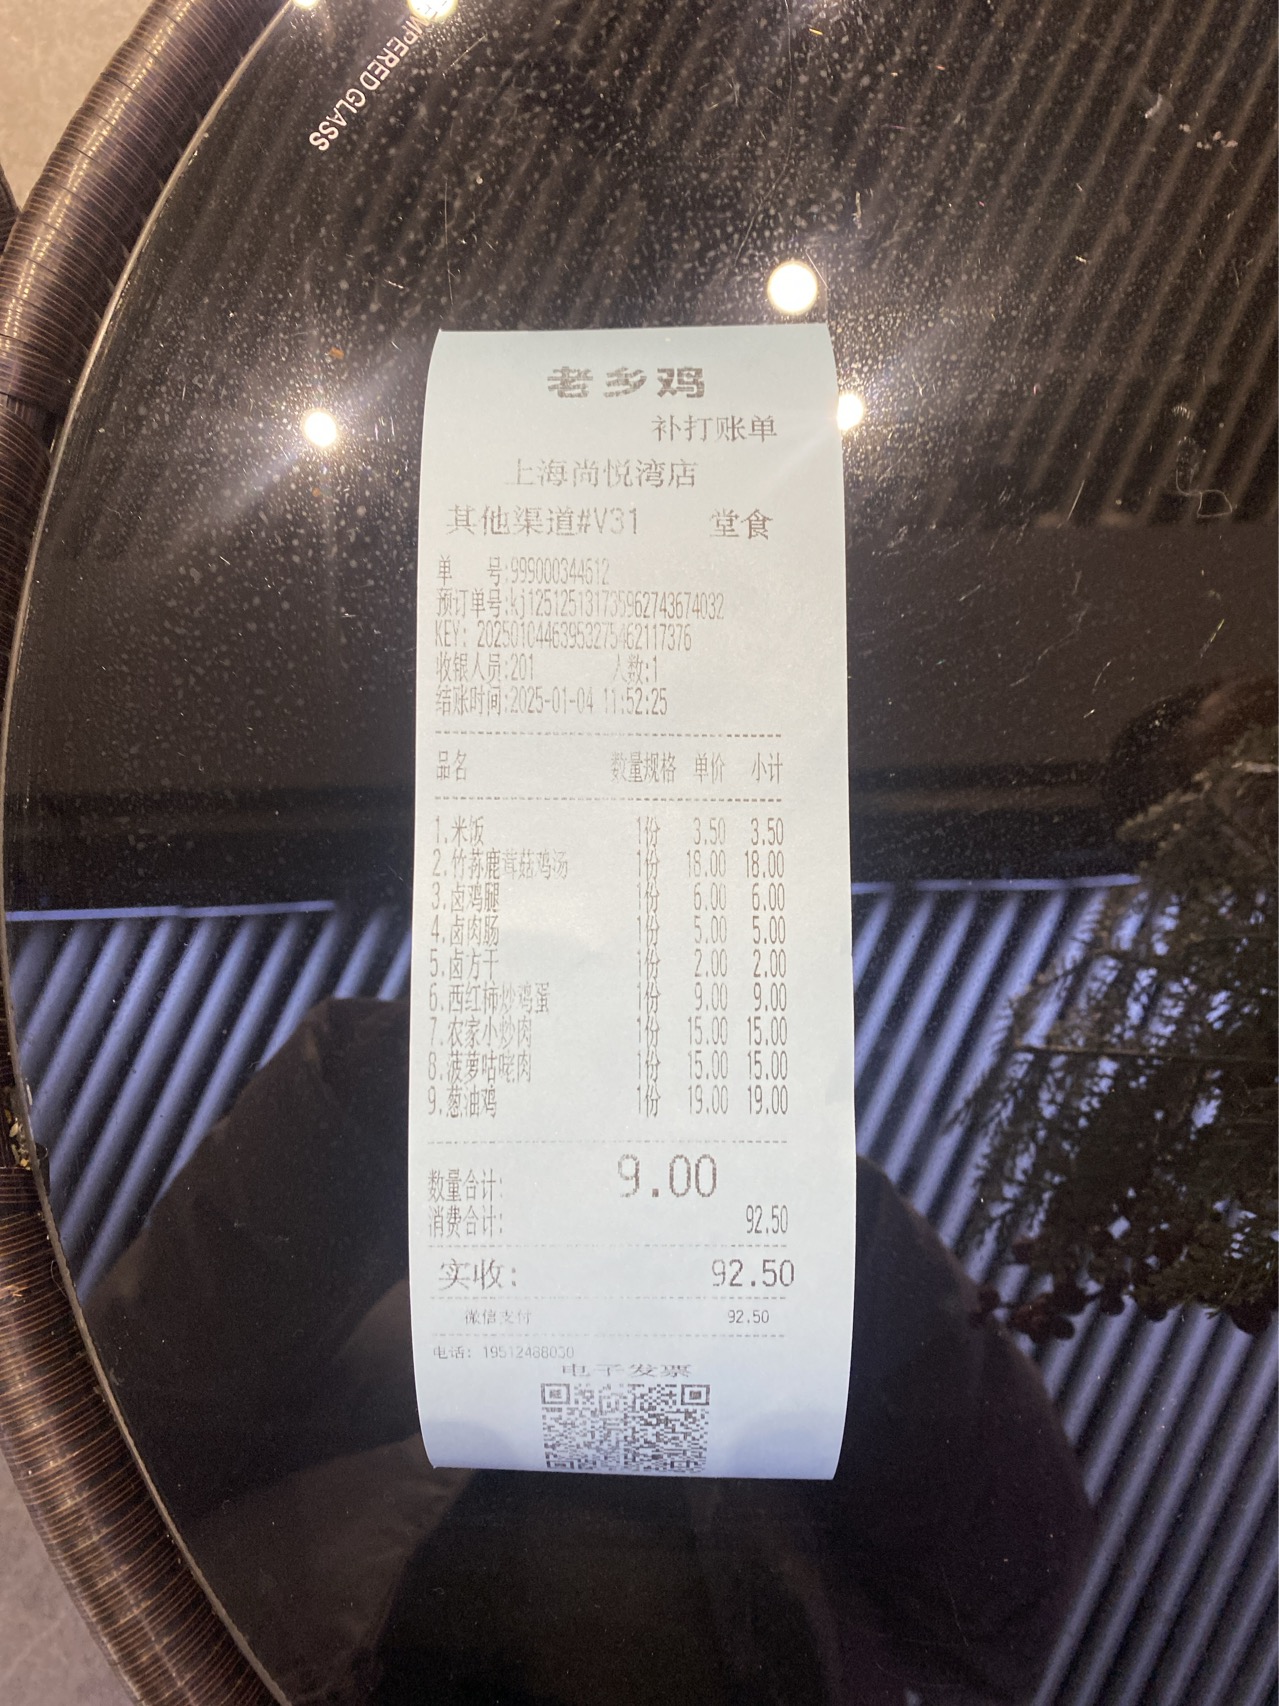 TEMPERED GLASS
老乡鸡
补打账单
上海尚悦湾店
其他渠道#V31 堂食
单 号:999000344612
预订单号:kj125125131735962743674032
KEY: 20250104463953275462117376
收银人员:201 人数:1
结账时间:2025-01-04 11:52:25
品名 数量规格 单价 小计
1.米饭 1份 3.50 3.50
2.竹荪鹿茸菇鸡汤 1份 18.00 18.00
3.卤鸡腿 1份 6.00 6.00
4.卤肉肠 1份 5.00 5.00
5.卤方干 1份 2.00 2.00
6.西红柿炒鸡蛋 1份 9.00 9.00
7.农家小炒肉 1份 15.00 15.00
8.菠萝咕咾肉 1份 15.00 15.00
9.葱油鸡 1份 19.00 19.00
数量合计: 9.00
消费合计: 92.50
实收: 92.50
微信支付 92.50
电话: 19512488030
电子发票